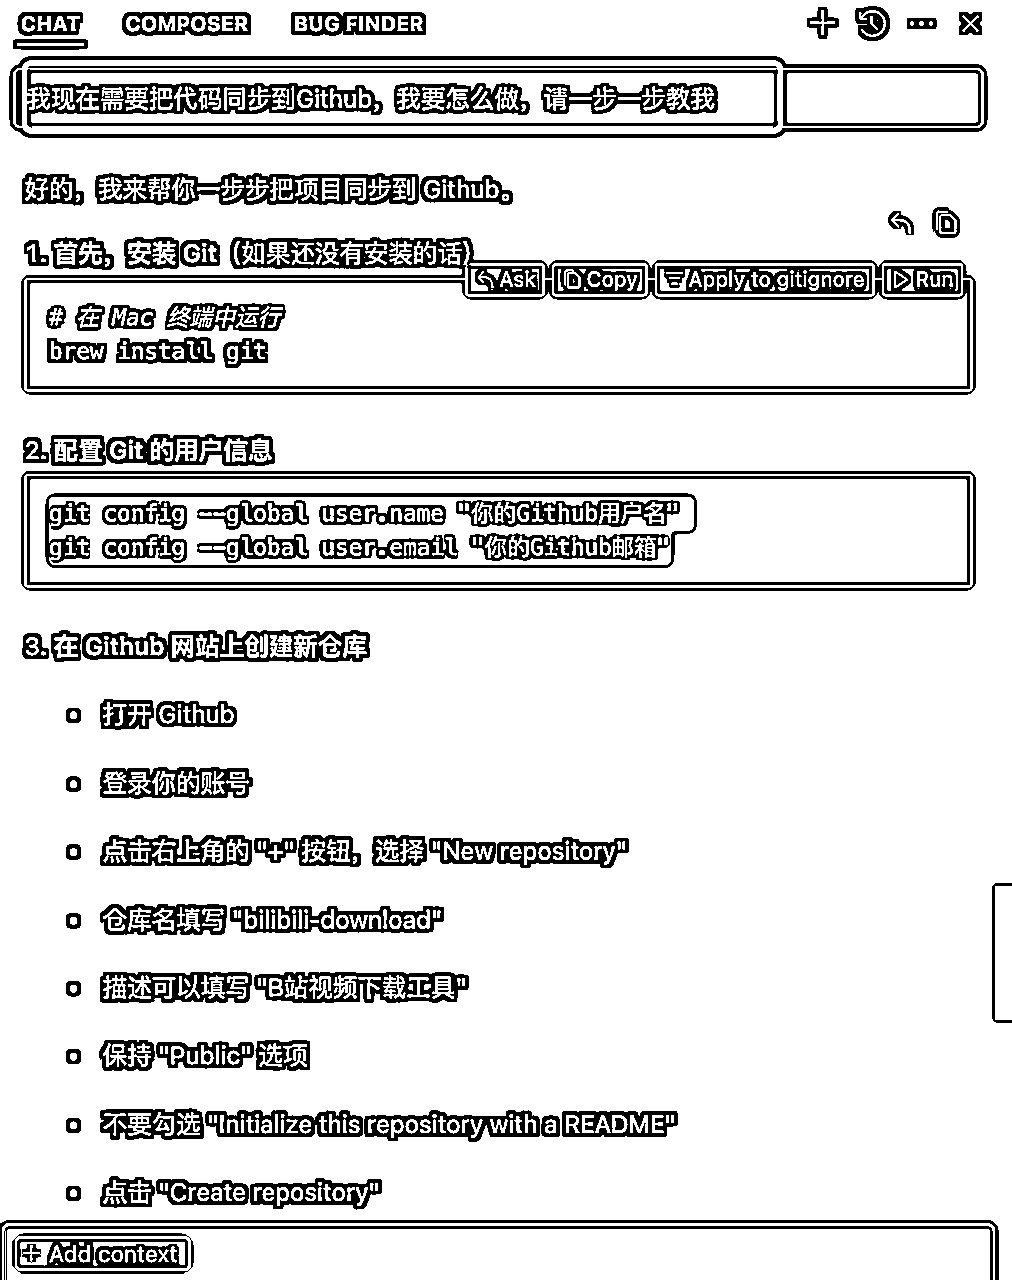 CHAT COMPOSER BUG FINDER
我现在需要把代码同步到Github，我要怎么做，请一步一步教我
好的，我来帮你一步步把项目同步到 Github。
1. 首先，安装 Git（如果还没有安装的话）
Ask Copy Apply to gitignore Run
# 在 Mac 终端中运行
brew install git
2. 配置 Git 的用户信息
git config --global user.name "你的Github用户名"
git config --global user.email "你的Github邮箱"
3. 在 Github 网站上创建新仓库
打开 Github
登录你的账号
点击右上角的 "+" 按钮，选择 "New repository"
仓库名填写 "bilibili-download"
描述可以填写 "B站视频下载工具"
保持 "Public" 选项
不要勾选 "Initialize this repository with a README"
点击 "Create repository"
+ Add context